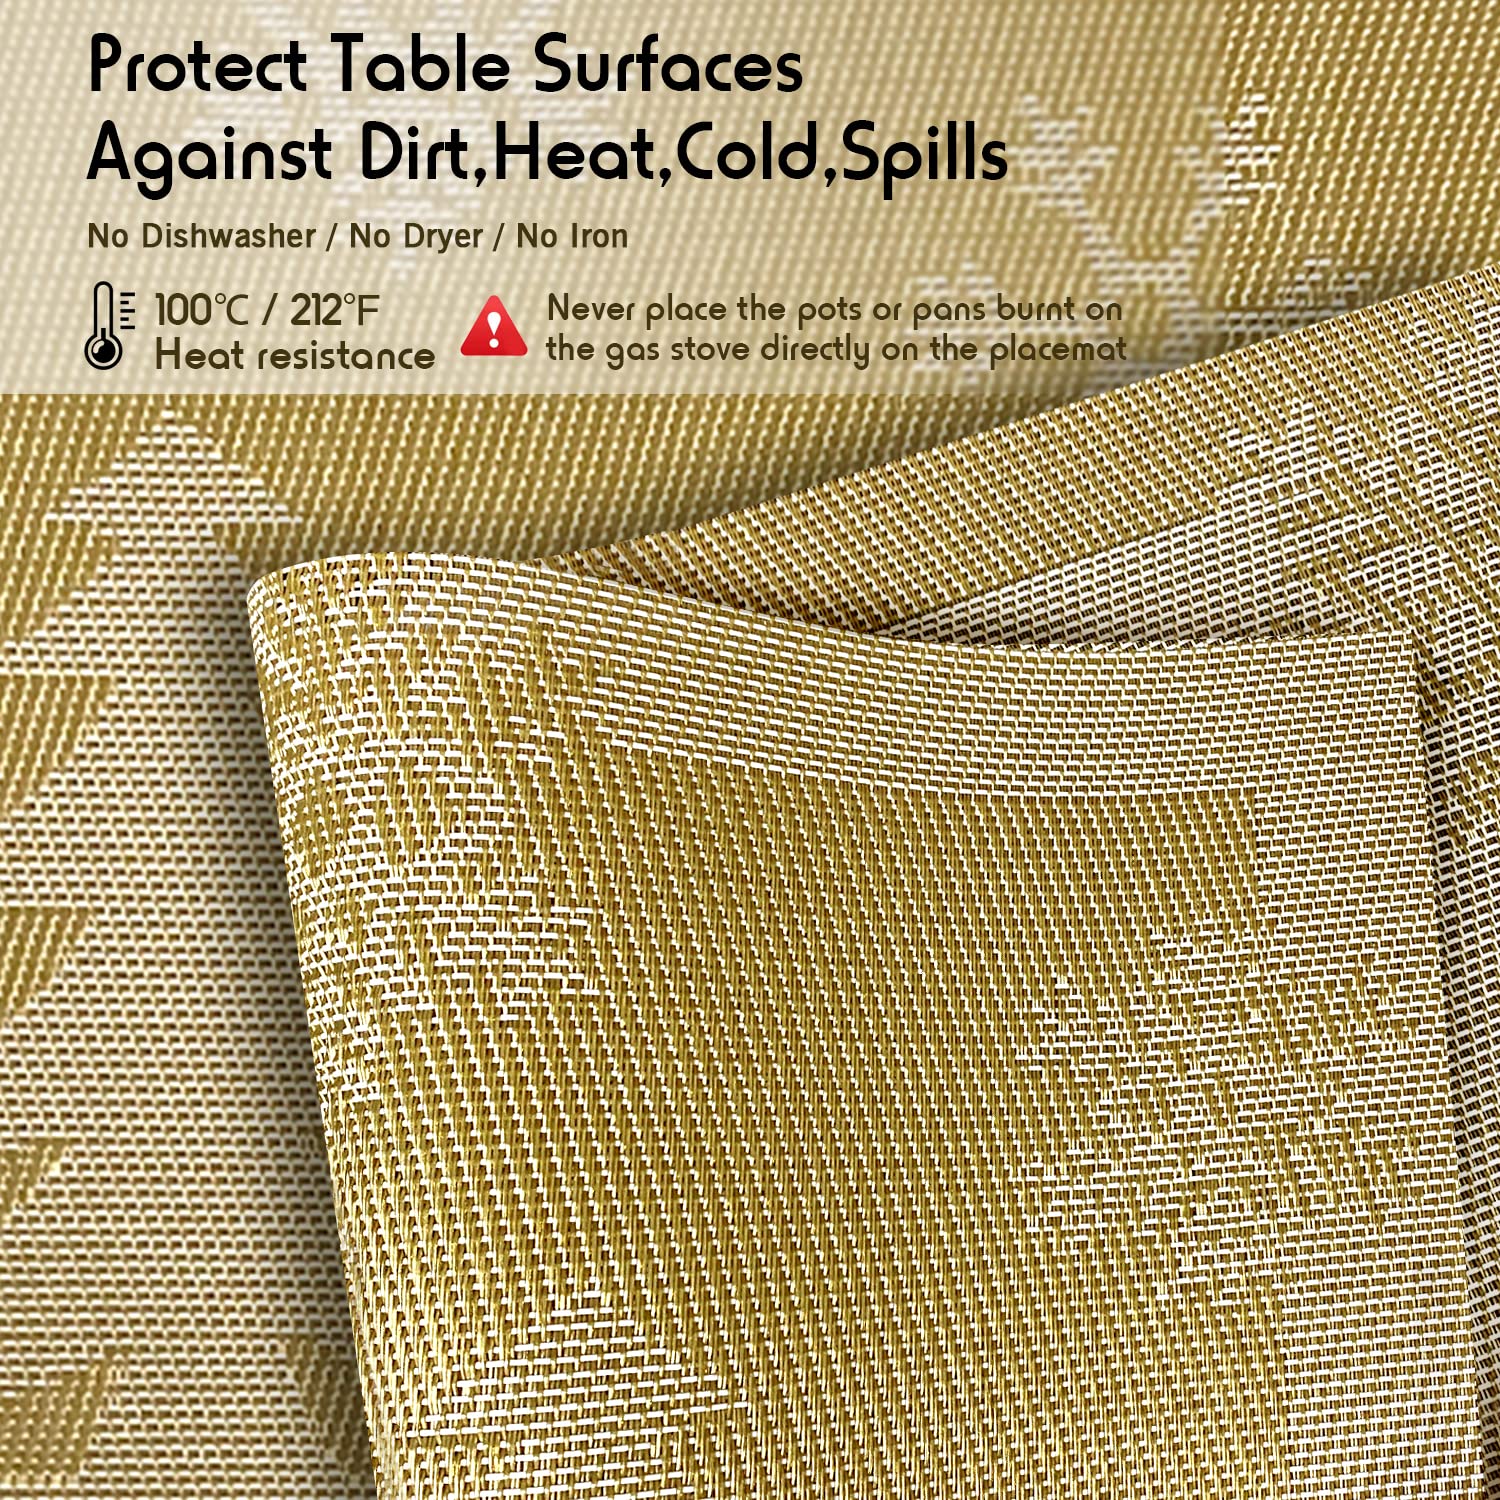 Protect Table Surfaces
Against Dirt,Heat,Cold,Spills
No Dishwasher / No Dryer / No Iron
100℃ / 212℉
Heat resistance
Never place the pots or pans burnt on
the gas stove directly on the placemat